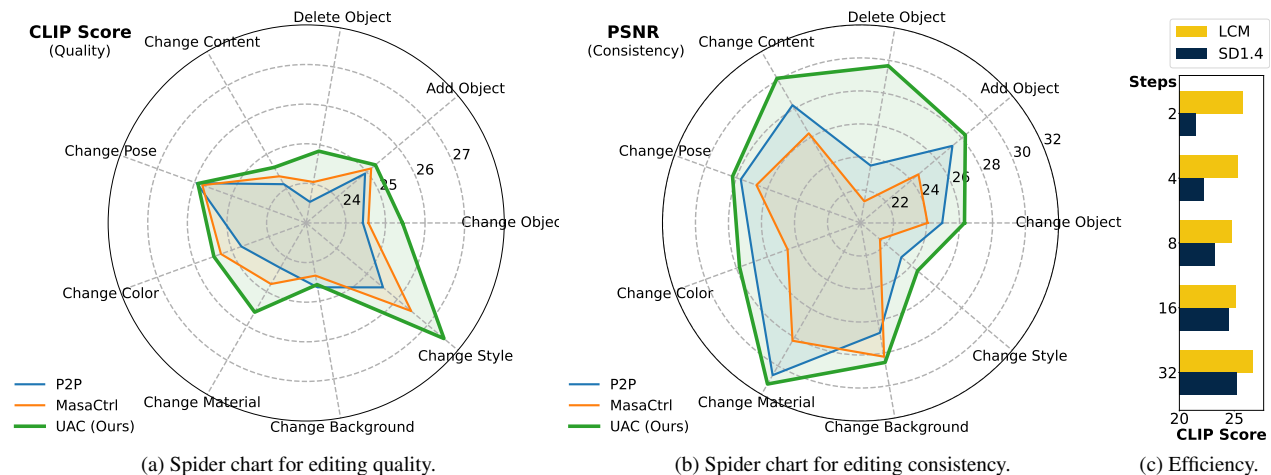 CLIP Score
(Quality)
Delete Object
Change Content
Add Object
Change Pose
27
26
25
24
Change Objec
Change Color
Change Style
Change Material
Change Background
P2P
MasaCtrl
UAC (Ours)
(a) Spider chart for editing quality.
PSNR
(Consistency)
Delete Object
Change Content
Add Object
Change Pose
32
30
28
26
24
22
Change Object
Change Color
Change Style
Change Material
Change Background
P2P
MasaCtrl
UAC (Ours)
(b) Spider chart for editing consistency.
LCM
SD1.4
Steps
2
4
8
16
32
20 25
CLIP Score
(c) Efficiency.